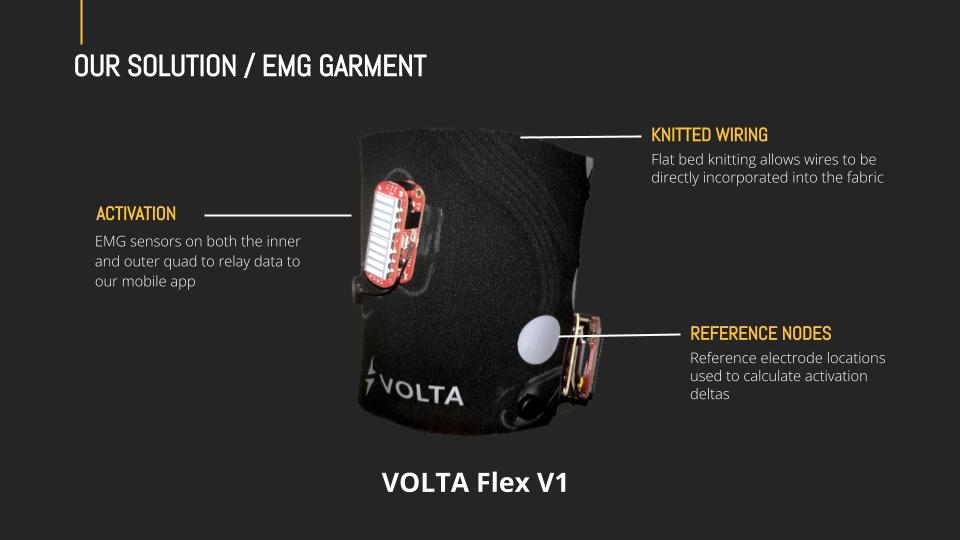 OUR SOLUTION / EMG GARMENT
KNITTED WIRING
Flat bed knitting allows wires to be
directly incorporated into the fabric
ACTIVATION
EMG sensors on both the inner
and outer quad to relay data to
our mobile app
REFERENCE NODES
Reference electrode locations
used to calculate activation
deltas
VOLTA
VOLTA Flex V1